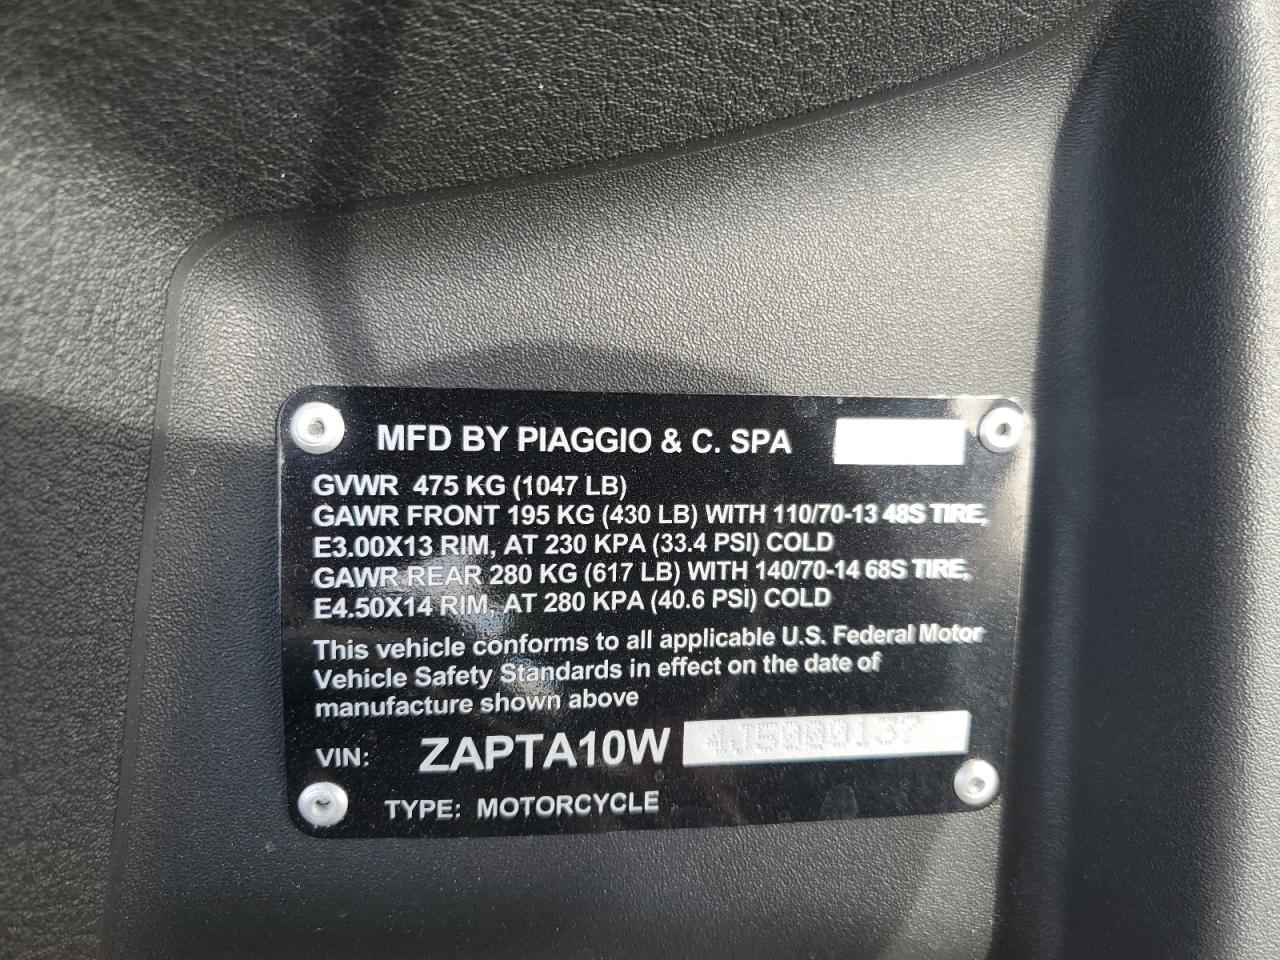 MFD BY PIAGGIO & C. SPA
GVWR 475 KG (1047 LB)
GAWR FRONT 195 KG (430 LB) WITH 110/70-13 48S TIRE,
E3.00X13 RIM, AT 230 KPA (33.4 PSI) COLD
GAWR REAR 280 KG (617 LB) WITH 140/70-14 68S TIRE,
E4.50X14 RIM, AT 280 KPA (40.6 PSI) COLD
This vehicle conforms to all applicable U.S. Federal Motor
Vehicle Safety Standards in effect on the date of
manufacture shown above
VIN: ZAPTA10W
TYPE: MOTORCYCLE